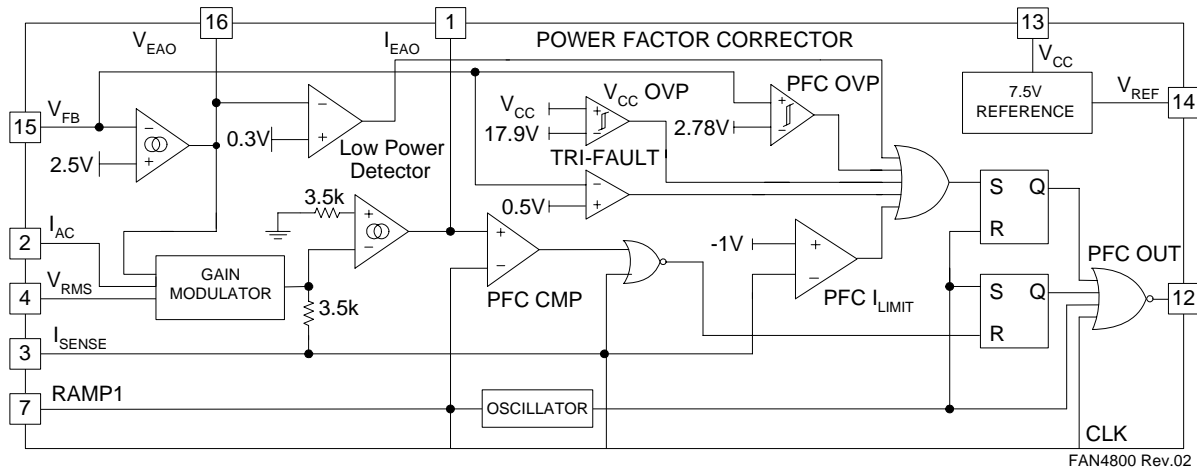 16
1
13
V_EAO
I_EAO
POWER FACTOR CORRECTOR
V_CC
7.5V
REFERENCE
V_REF
14
V_FB
15
2.5V
0.3V
Low Power
Detector
V_CC
17.9V
V_CC OVP
2.78V
PFC OVP
TRI-FAULT
0.5V
3.5k
S Q
R
I_AC
2
V_RMS
4
GAIN
MODULATOR
3.5k
PFC CMP
-1V
PFC I_LIMIT
S Q
R
PFC OUT
12
I_SENSE
3
RAMP1
7
OSCILLATOR
CLK
FAN4800 Rev.02